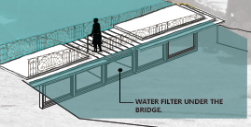 WATER FILTER UNDER THE
BRIDGE.